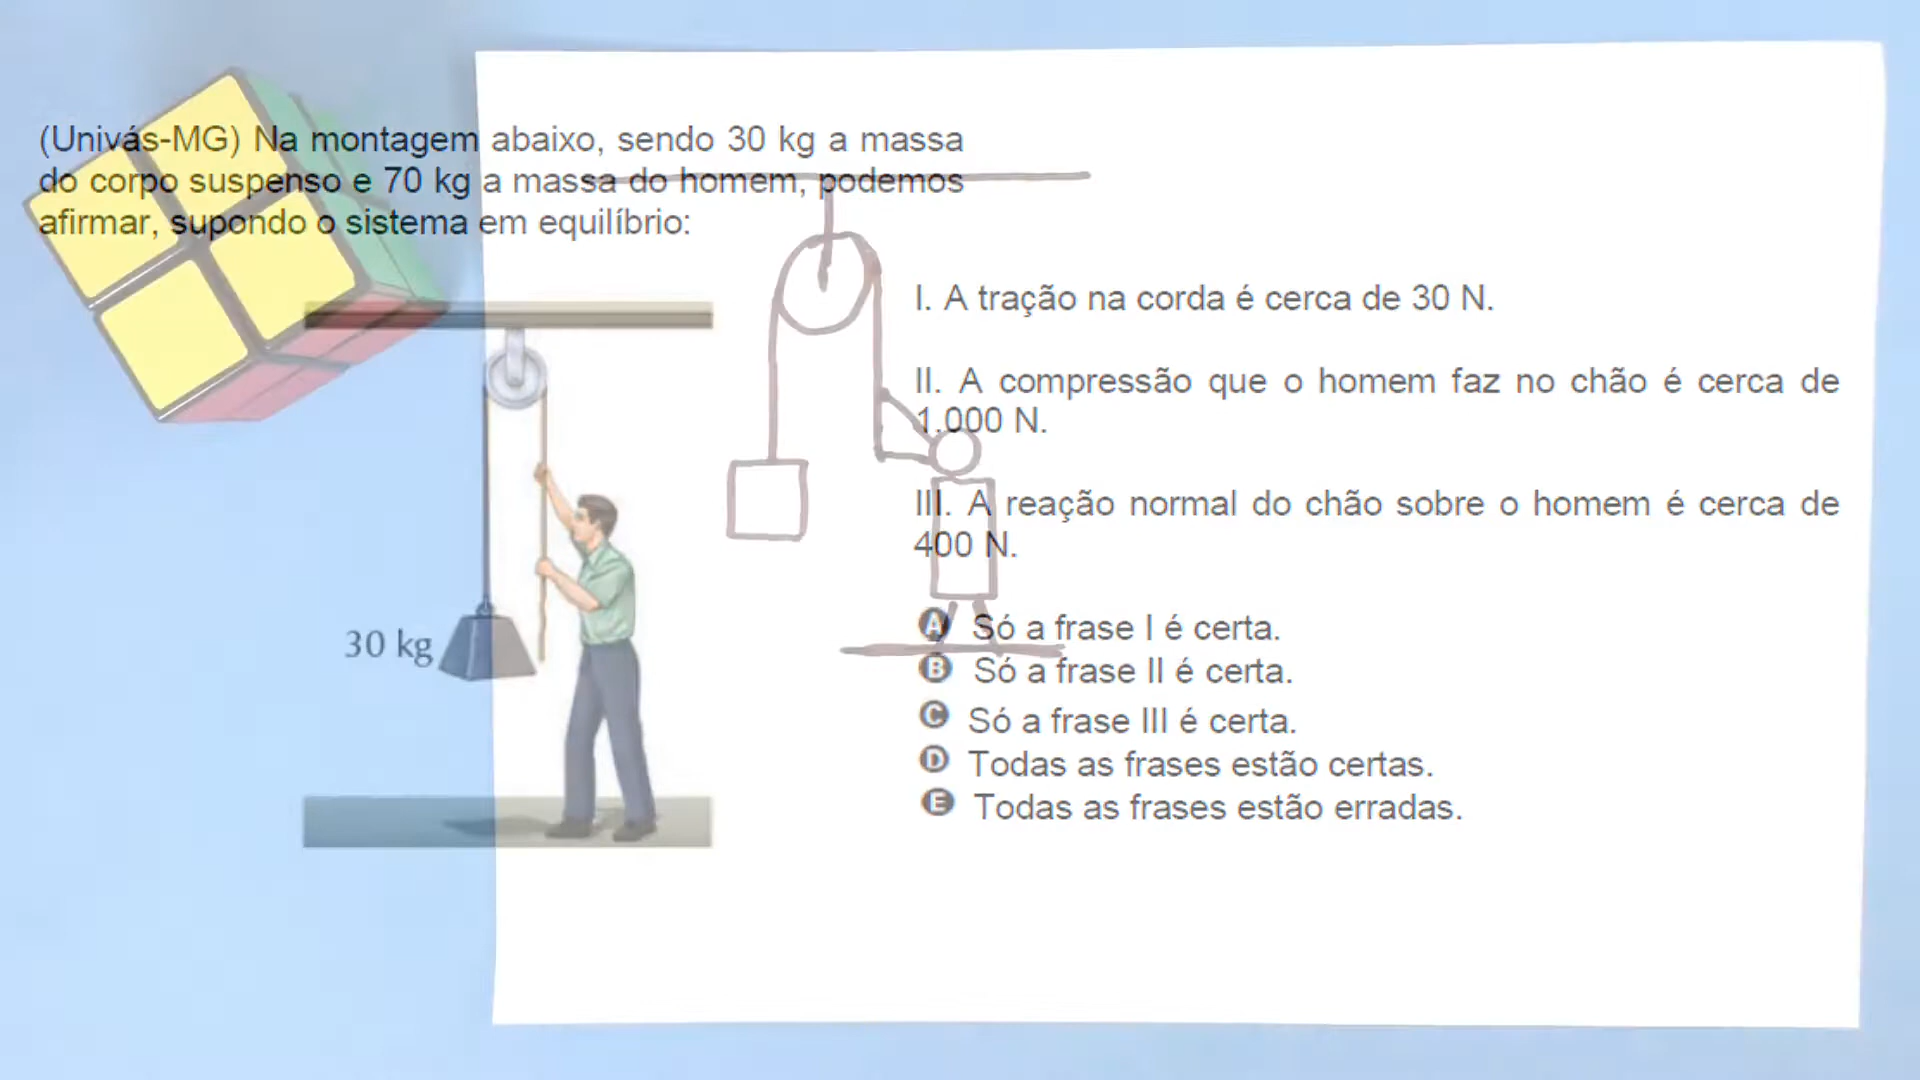 (Univás-MG) Na montagem abaixo, sendo 30 kg a massa
do corpo suspenso e 70 kg a massa do homem, podemos
afirmar, supondo o sistema em equilíbrio:
I. A tração na corda é cerca de 30 N.
II. A compressão que o homem faz no chão é cerca de
1.000 N.
III. A reação normal do chão sobre o homem é cerca de
400 N.
30 kg
A Só a frase I é certa.
B Só a frase II é certa.
C Só a frase III é certa.
D Todas as frases estão certas.
E Todas as frases estão erradas.